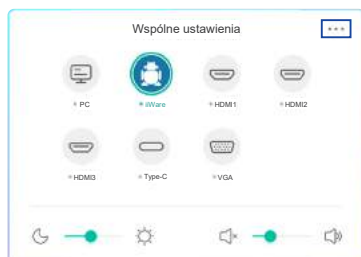 Wspólne ustawienia
PC
iWare
HDMI1
HDMI2
HDMI3
Type-C
VGA